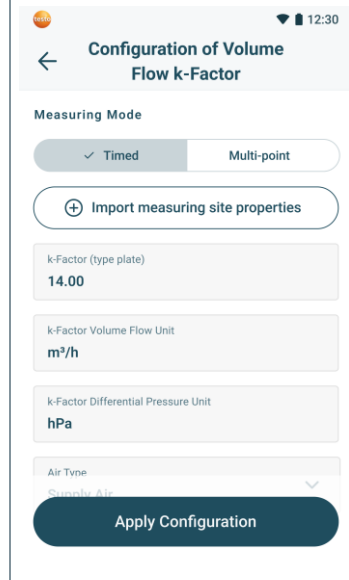 testo
12:30
Configuration of Volume
Flow k-Factor
Measuring Mode
Timed
Multi-point
Import measuring site properties
k-Factor (type plate)
14.00
k-Factor Volume Flow Unit
m³/h
k-Factor Differential Pressure Unit
hPa
Air Type
Supply Air
Apply Configuration